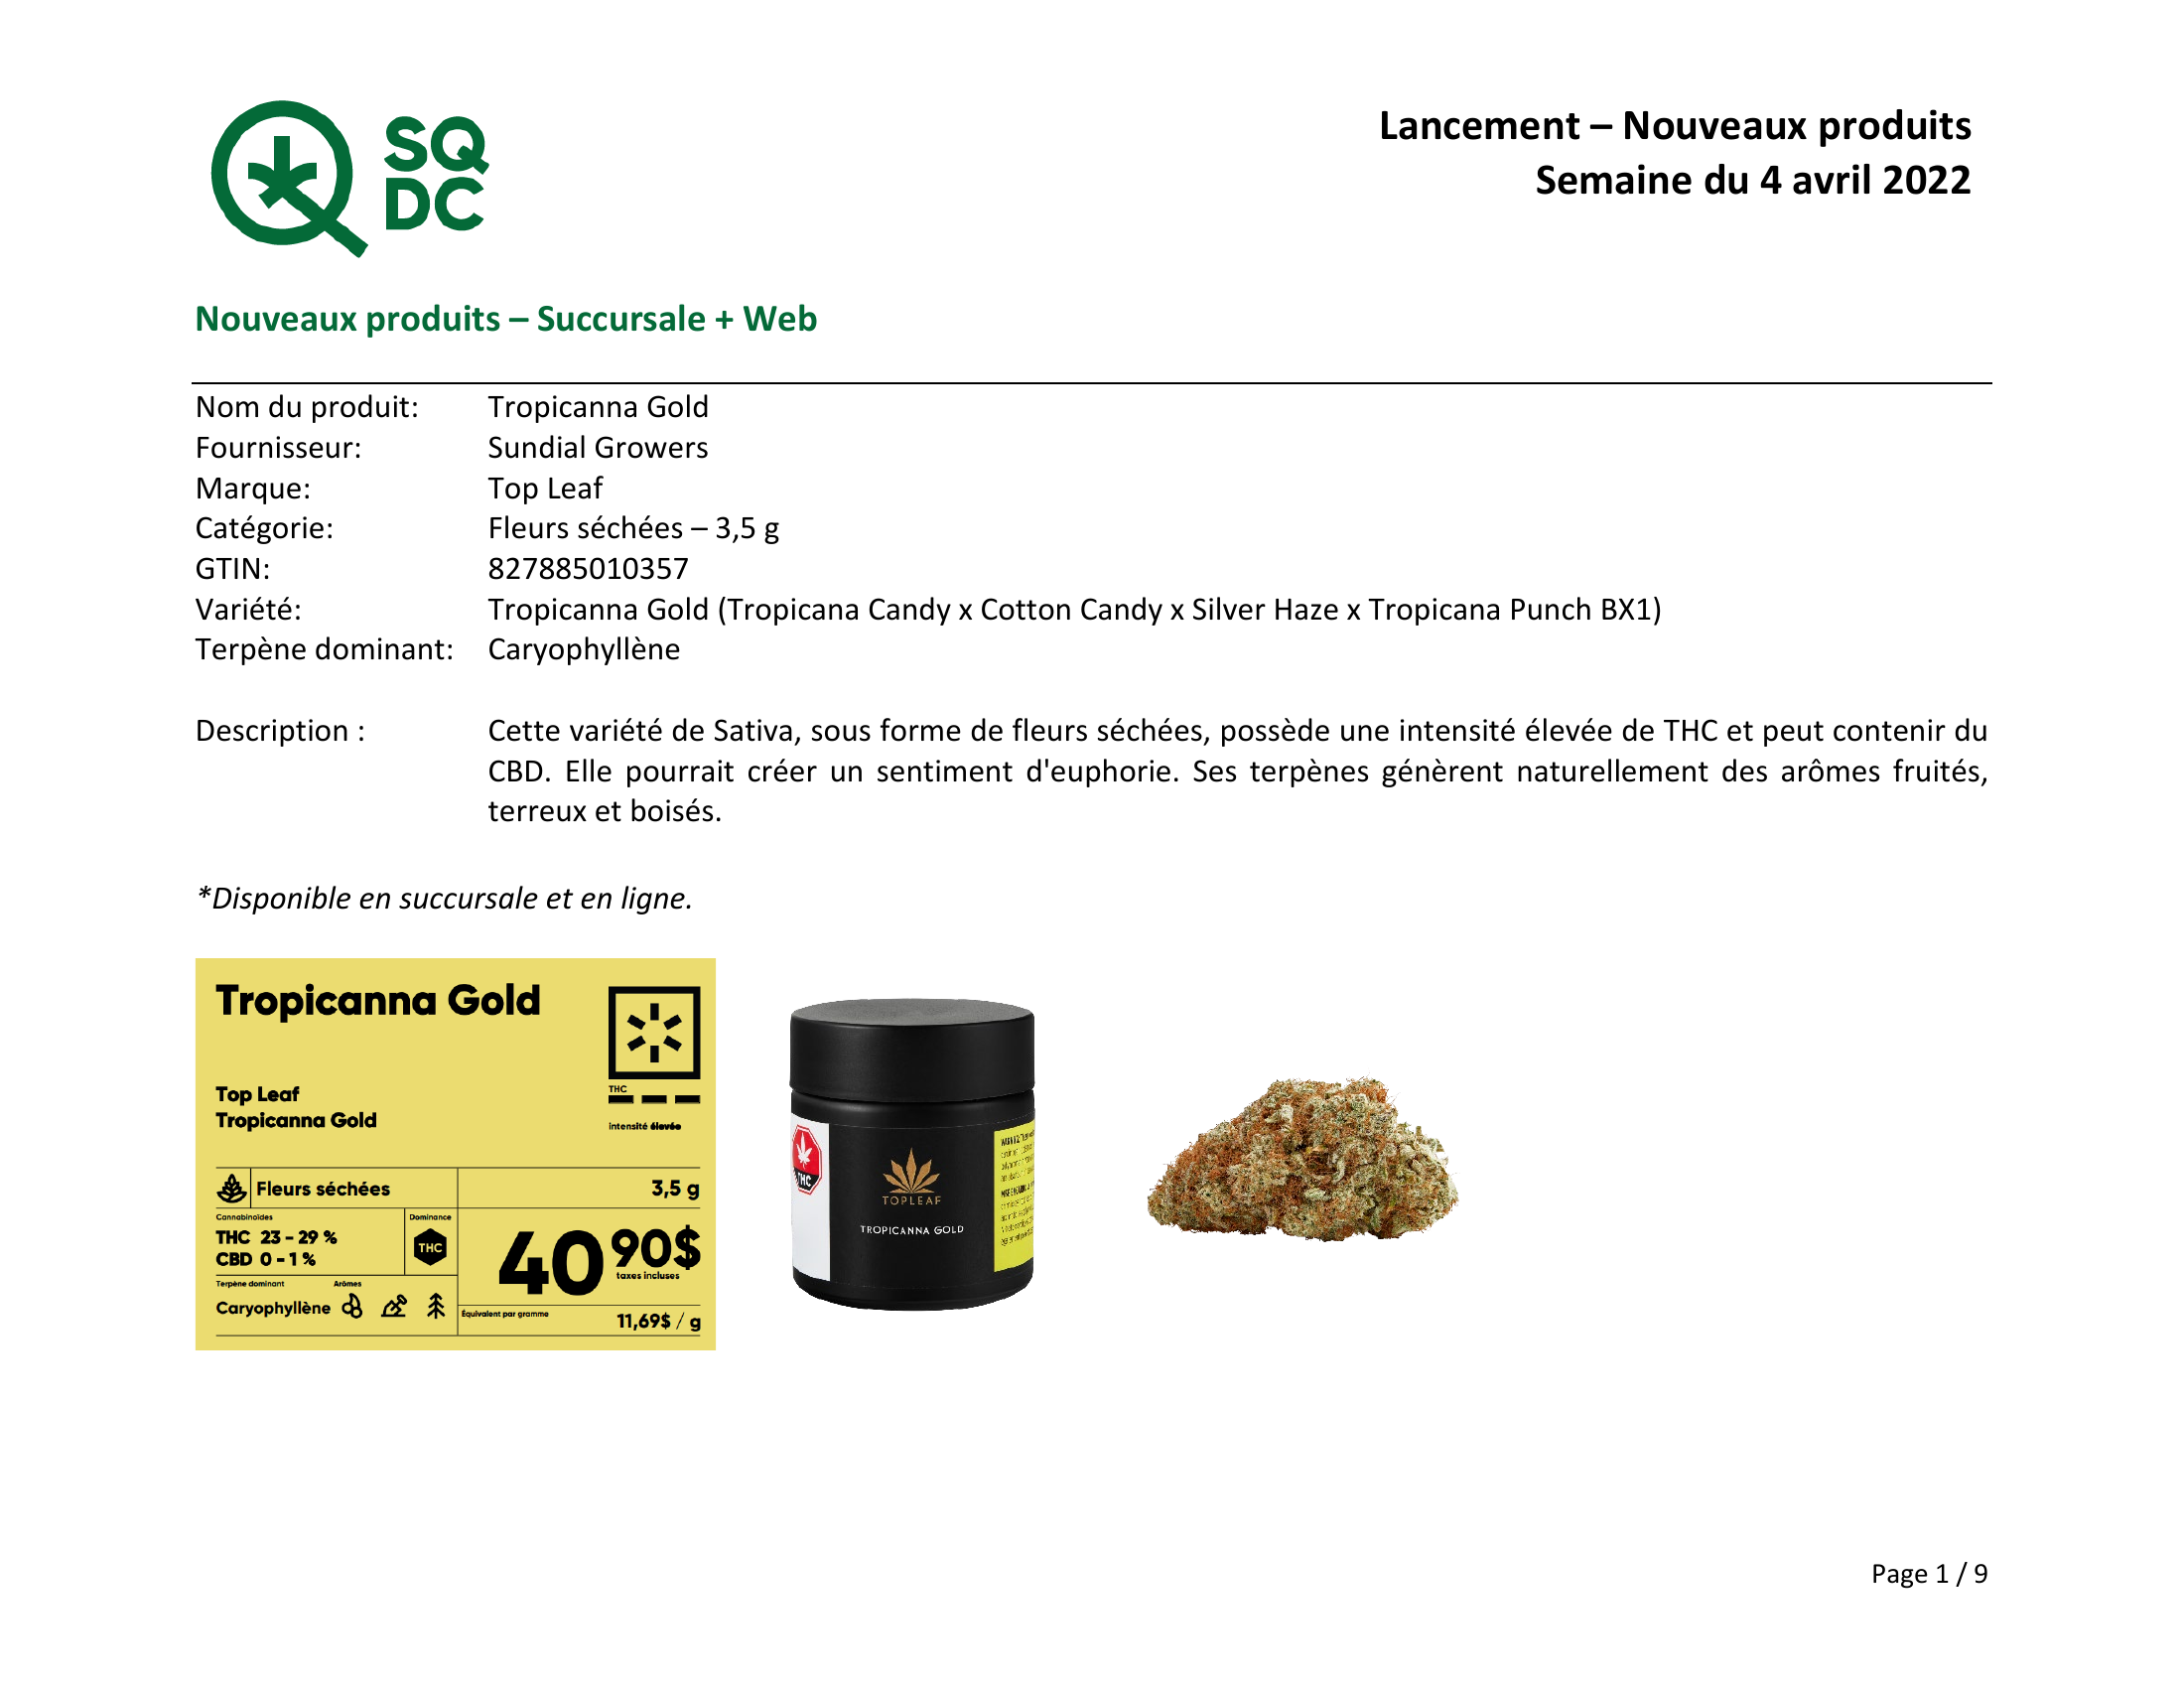 SQ
DC
Lancement – Nouveaux produits
Semaine du 4 avril 2022
Nouveaux produits – Succursale + Web
Nom du produit: Tropicanna Gold
Fournisseur: Sundial Growers
Marque: Top Leaf
Catégorie: Fleurs séchées – 3,5 g
GTIN: 827885010357
Variété: Tropicanna Gold (Tropicana Candy x Cotton Candy x Silver Haze x Tropicana Punch BX1)
Terpène dominant: Caryophyllène
Description : Cette variété de Sativa, sous forme de fleurs séchées, possède une intensité élevée de THC et peut contenir du
CBD. Elle pourrait créer un sentiment d'euphorie. Ses terpènes génèrent naturellement des arômes fruités,
terreux et boisés.
*Disponible en succursale et en ligne.
Tropicanna Gold
THC
intensité élevée
Top Leaf
Tropicanna Gold
Fleurs séchées 3,5 g
Cannabinoïdes Dominance
THC 23 - 29 %
CBD 0 - 1 %
THC
40 90$
taxes incluses
Terpène dominant Arômes
Caryophyllène
Équivalent par gramme
11,69$ / g
THC
TOPLEAF
TROPICANNA GOLD
Page 1 / 9